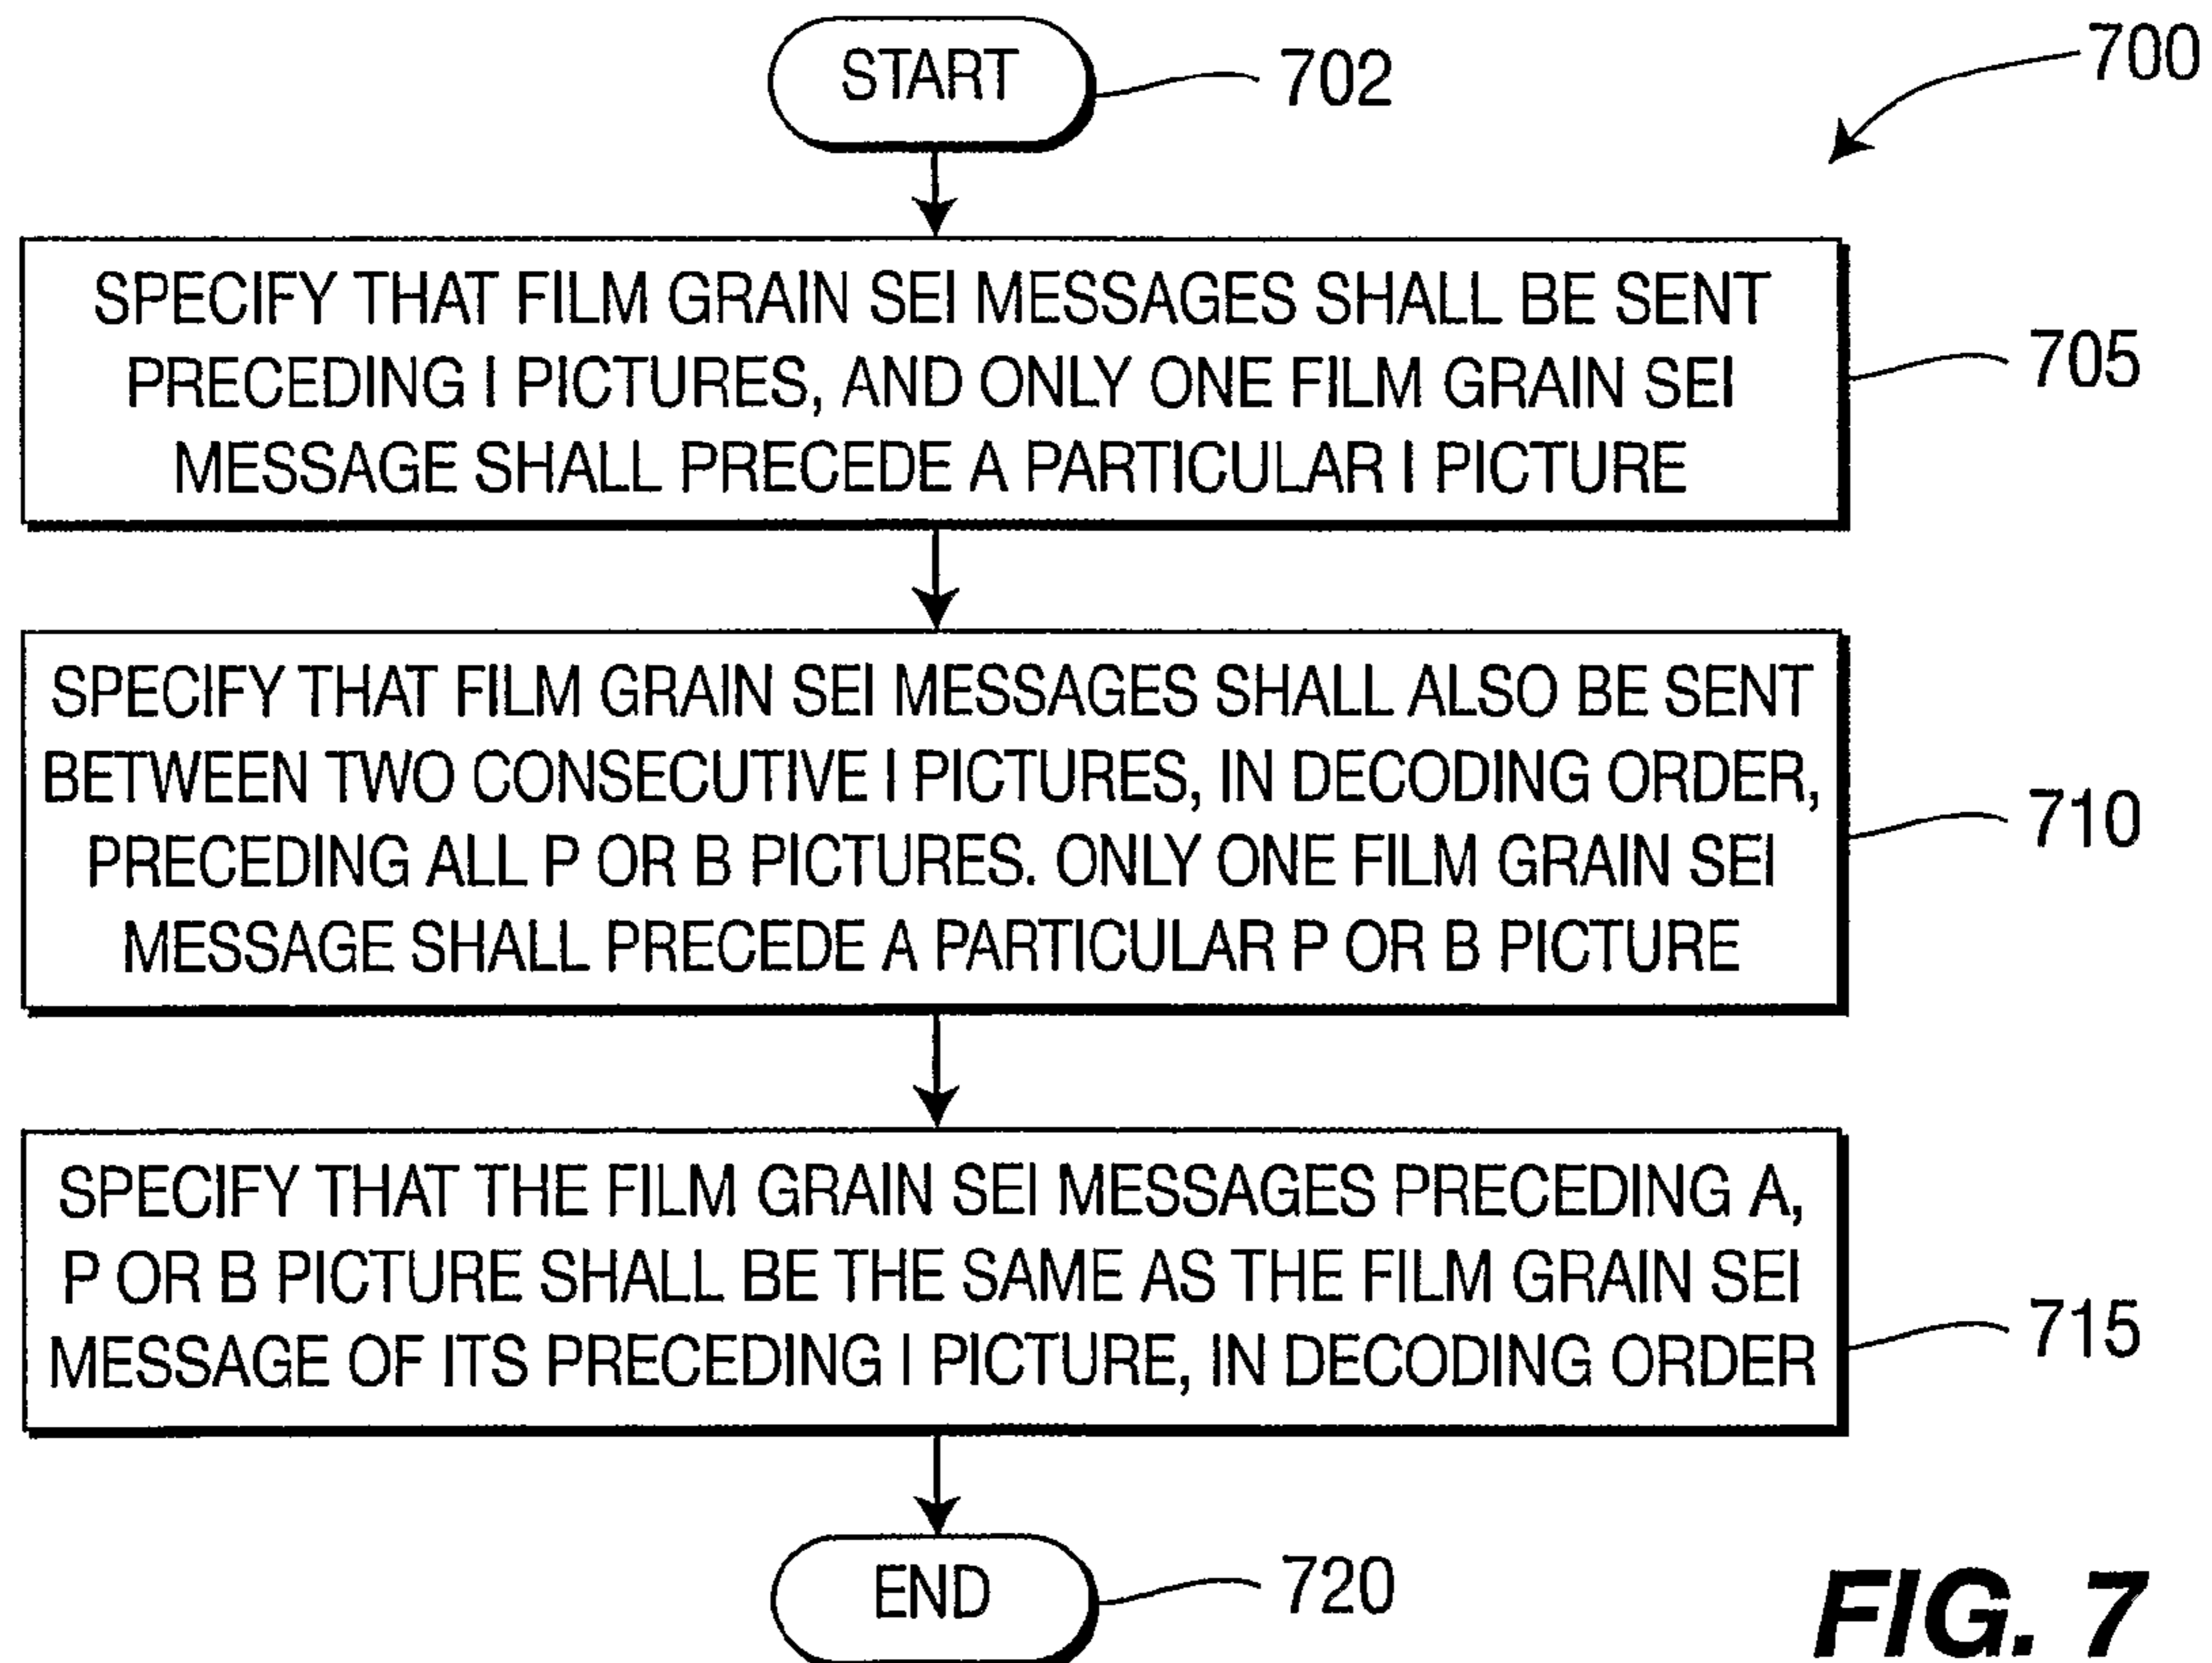 START
702
700
SPECIFY THAT FILM GRAIN SEI MESSAGES SHALL BE SENT
PRECEDING I PICTURES, AND ONLY ONE FILM GRAIN SEI
MESSAGE SHALL PRECEDE A PARTICULAR I PICTURE
705
SPECIFY THAT FILM GRAIN SEI MESSAGES SHALL ALSO BE SENT
BETWEEN TWO CONSECUTIVE I PICTURES, IN DECODING ORDER,
PRECEDING ALL P OR B PICTURES. ONLY ONE FILM GRAIN SEI
MESSAGE SHALL PRECEDE A PARTICULAR P OR B PICTURE
710
SPECIFY THAT THE FILM GRAIN SEI MESSAGES PRECEDING A,
P OR B PICTURE SHALL BE THE SAME AS THE FILM GRAIN SEI
MESSAGE OF ITS PRECEDING I PICTURE, IN DECODING ORDER
715
END
720
FIG. 7